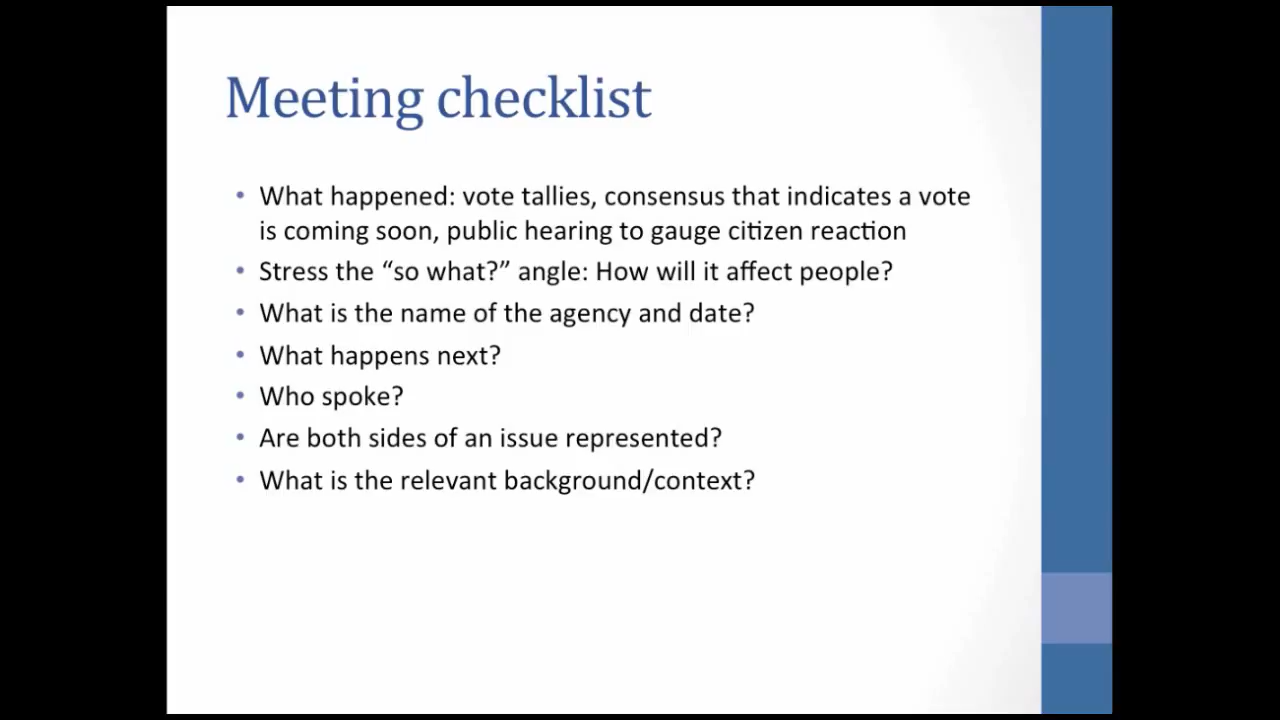 Meeting checklist
• What happened: vote tallies, consensus that indicates a vote
is coming soon, public hearing to gauge citizen reaction
• Stress the “so what?” angle: How will it affect people?
• What is the name of the agency and date?
• What happens next?
• Who spoke?
• Are both sides of an issue represented?
• What is the relevant background/context?